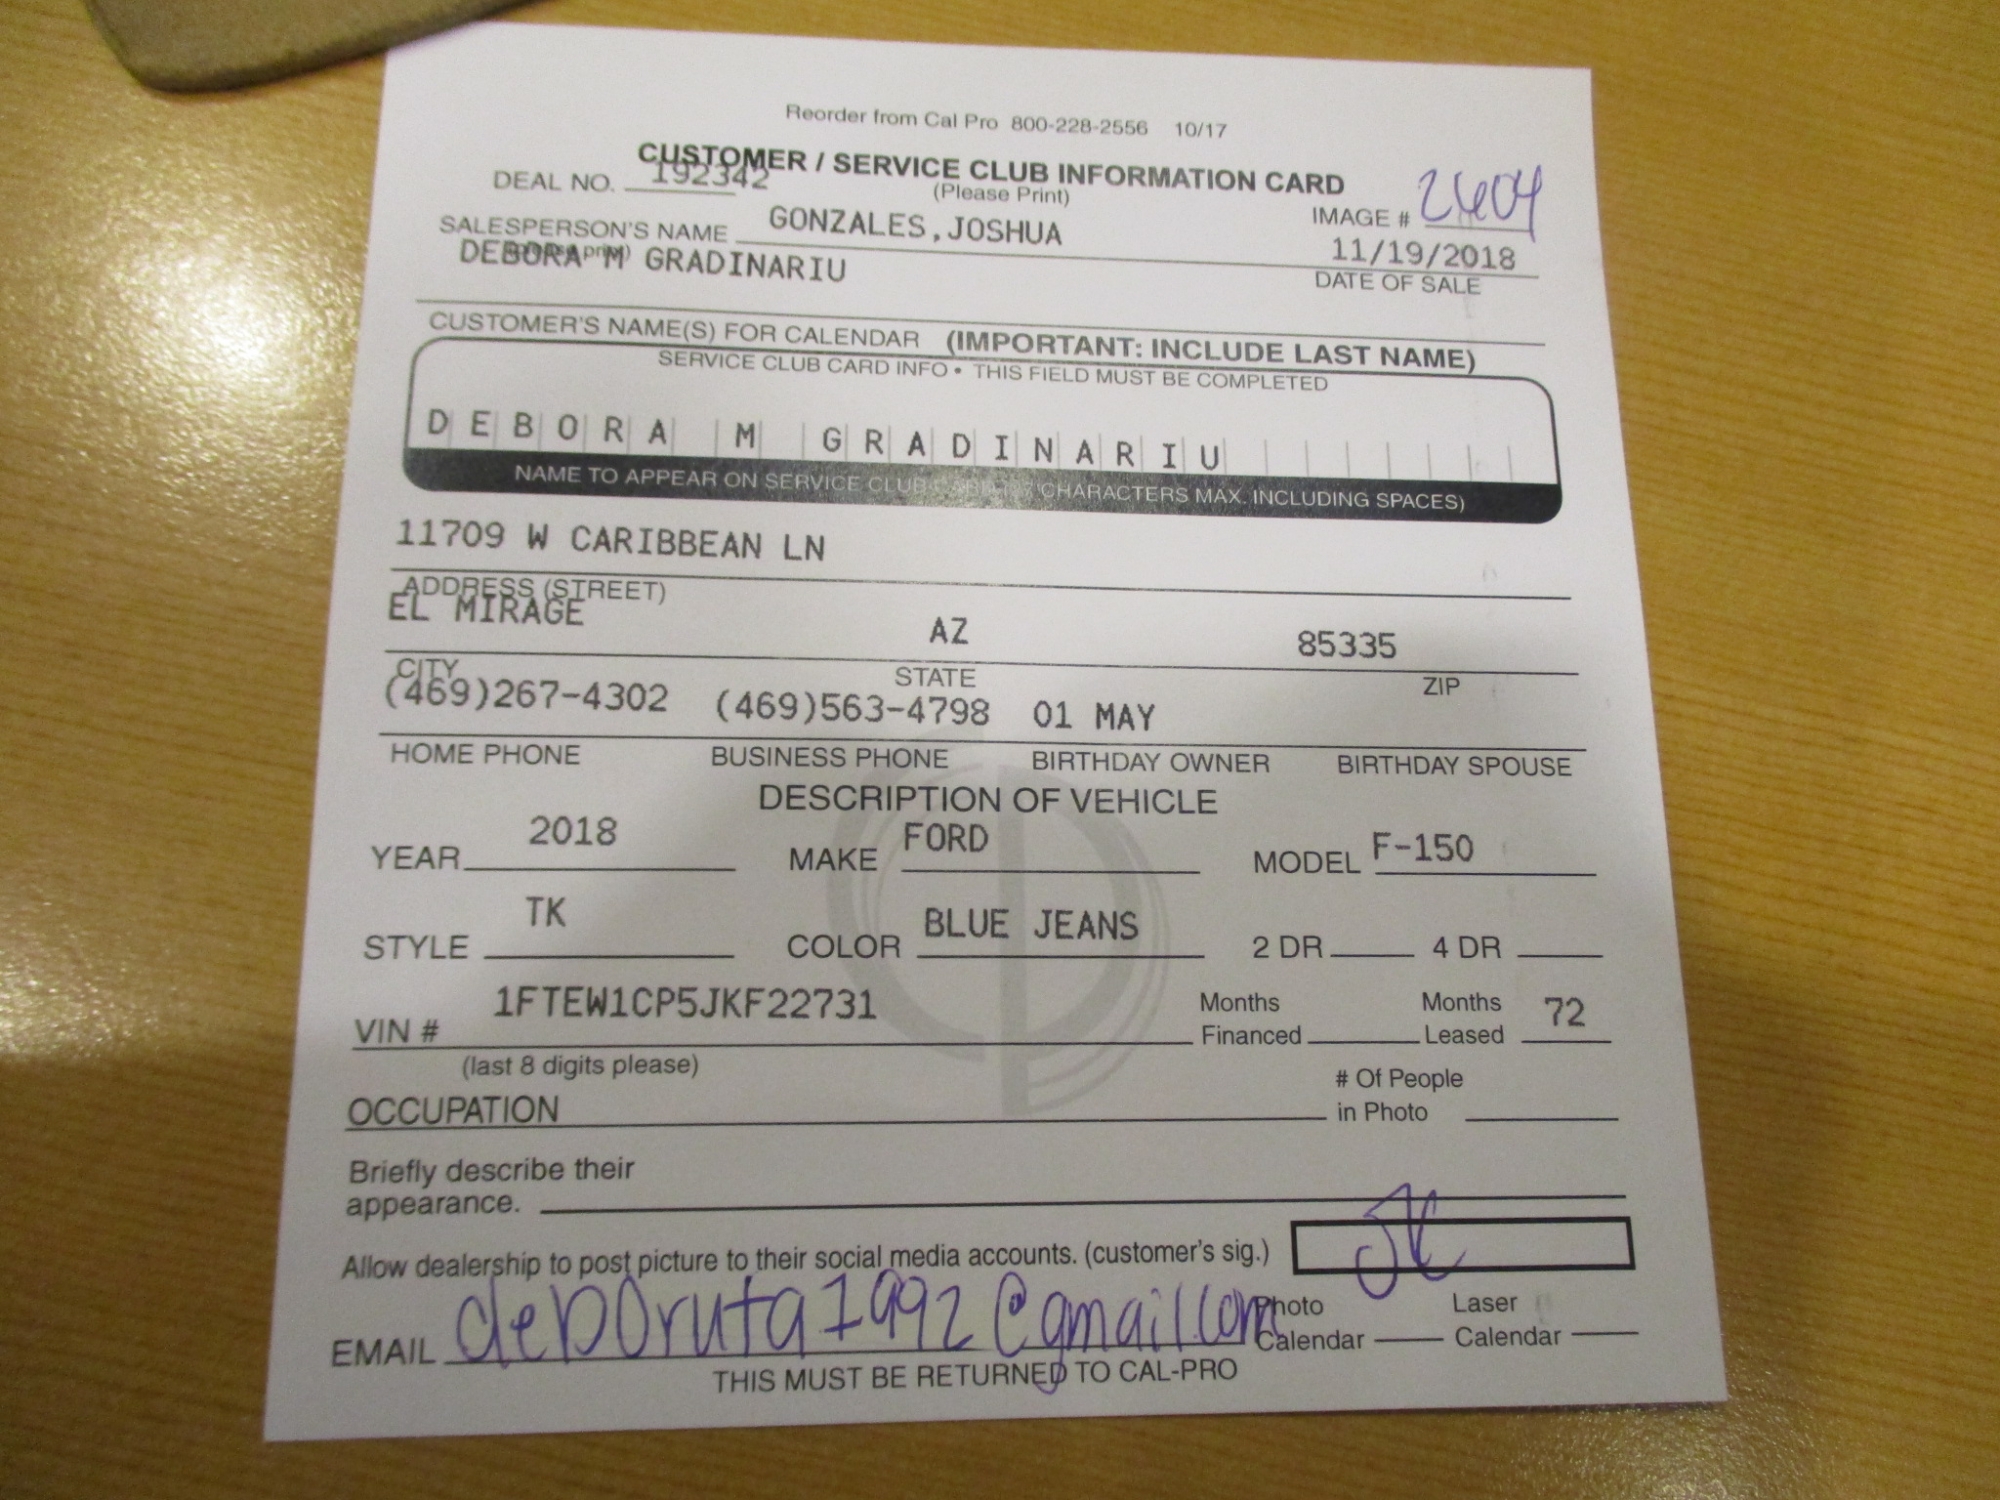 Reorder from Cal Pro 800-228-2556 10/17
CUSTOMER / SERVICE CLUB INFORMATION CARD
(Please Print)
DEAL NO. 192342
IMAGE # 2604
SALESPERSON'S NAME GONZALES, JOSHUA
(please print)
11/19/2018
DATE OF SALE
DEBORA M GRADINARIU
CUSTOMER'S NAME(S) FOR CALENDAR (IMPORTANT: INCLUDE LAST NAME)
SERVICE CLUB CARD INFO • THIS FIELD MUST BE COMPLETED
DEBORA M GRADINARIU
NAME TO APPEAR ON SERVICE CLUB CHARACTERS MAX. INCLUDING SPACES)
11709 W CARIBBEAN LN
ADDRESS (STREET)
EL MIRAGE AZ 85335
CITY STATE ZIP
(469)267-4302 (469)563-4798 01 MAY
HOME PHONE BUSINESS PHONE BIRTHDAY OWNER BIRTHDAY SPOUSE
DESCRIPTION OF VEHICLE
YEAR 2018 MAKE FORD MODEL F-150
STYLE TK COLOR BLUE JEANS 2 DR 4 DR
VIN # 1FTEW1CP5JKF22731 Months Financed Months Leased 72
(last 8 digits please)
OCCUPATION # Of People in Photo
Briefly describe their
appearance.
Allow dealership to post picture to their social media accounts. (customer's sig.)
EMAIL deboruta1992@gmail.com Photo Calendar Laser Calendar
THIS MUST BE RETURNED TO CAL-PRO